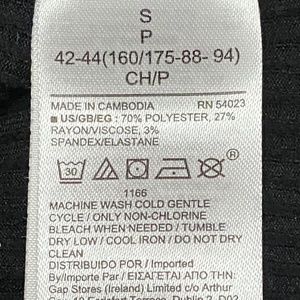 S
P
42-44(160/175-88- 94)
CH/P
MADE IN CAMBODIA RN 54023
■ US/GB/EG : 70% POLYESTER, 27%
RAYON/VISCOSE, 3%
SPANDEX/ELASTANE
30 ®
1166
MACHINE WASH COLD GENTLE
CYCLE / ONLY NON-CHLORINE
BLEACH WHEN NEEDED / TUMBLE
DRY LOW / COOL IRON / DO NOT DRY
CLEAN
DISTRIBUIDO POR / Imported
By/Importe Par / ΕΙΣΑΓΕΤΑΙ ΑΠΟ ΤΗΝ:
Gap Stores (Ireland) Limited c/o Arthur